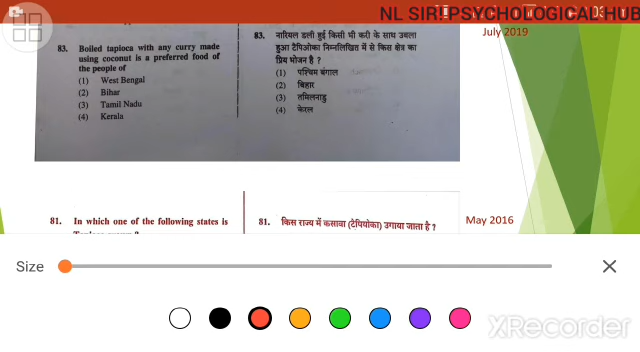 NL SIR[PSYCHOLOGICAL HUB
July 2019
83. Boiled tapioca with any curry made
using coconut is a preferred food of
the people of
(1) West Bengal
(2) Bihar
(3) Tamil Nadu
(4) Kerala
83. नारियल डली हुई किसी भी करी के साथ उबला
हुआ टैपिओका निम्नलिखित में से किस क्षेत्र का
प्रिय भोजन है ?
(1) पश्चिम बंगाल
(2) बिहार
(3) तमिलनाडु
(4) केरल
81. In which one of the following states is
81. किस राज्य में कसावा (टैपियोका) उगाया जाता है ?
May 2016
Size
XRecorder